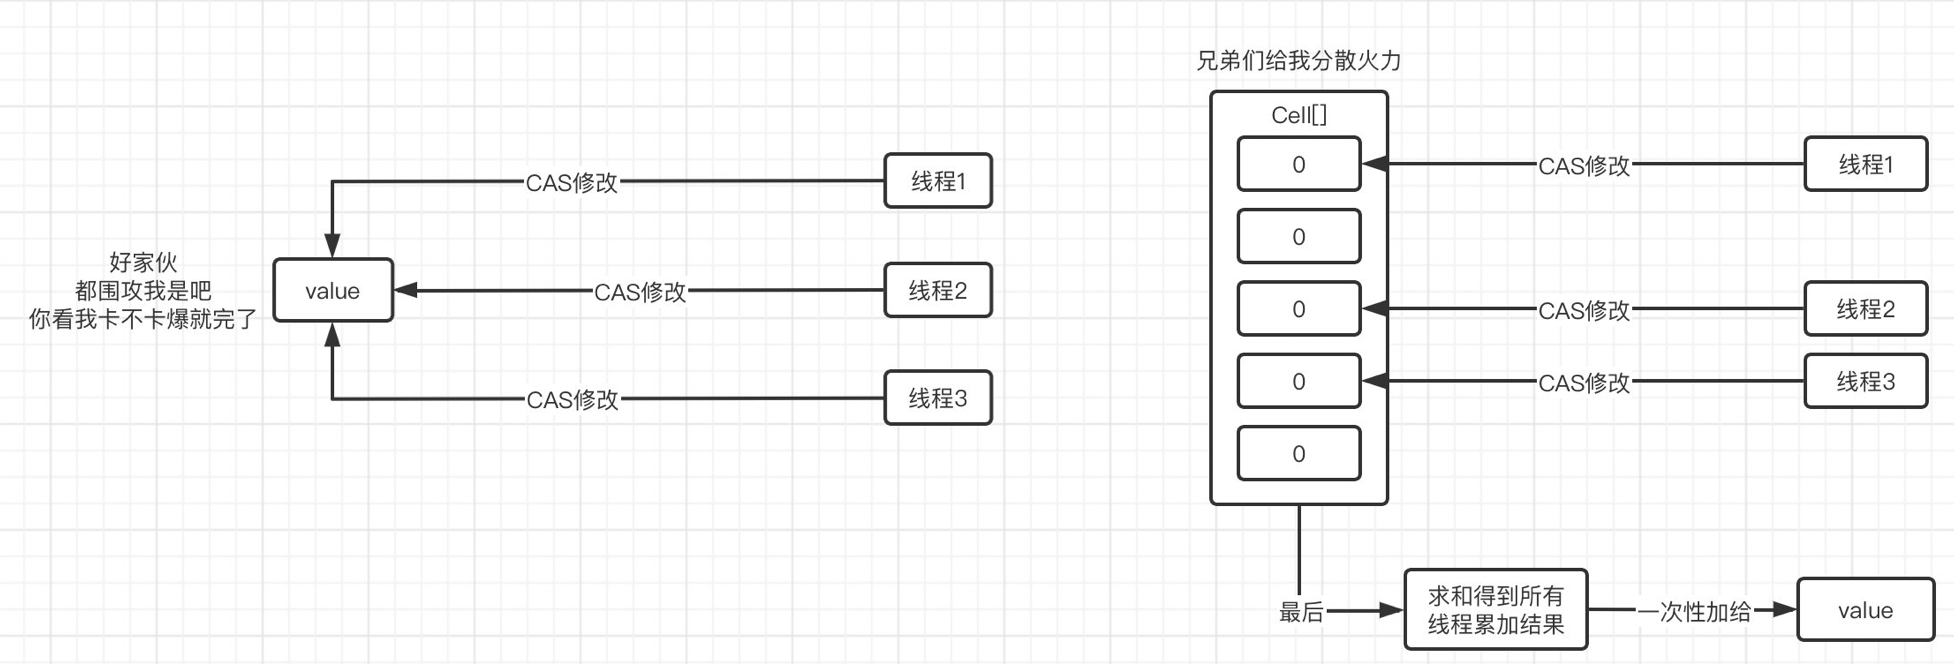 好家伙
都围攻我是吧
你看我卡不卡爆就完了
value
CAS修改
线程1
CAS修改
线程2
CAS修改
线程3
兄弟们给我分散火力
Cell[]
0
CAS修改
线程1
0
0
CAS修改
线程2
0
CAS修改
线程3
0
最后
求和得到所有
线程累加结果
一次性加给
value